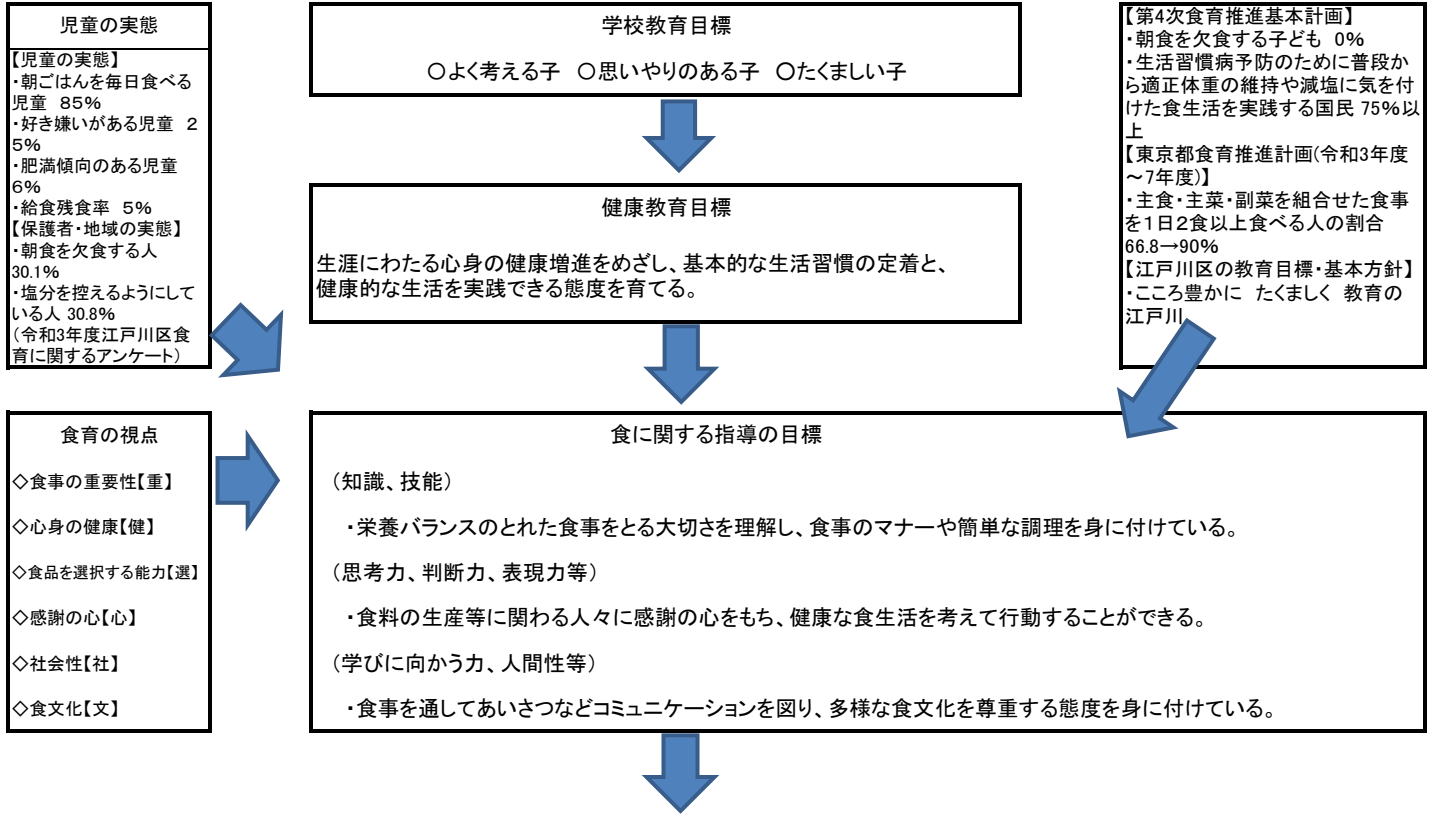 児童の実態
【児童の実態】
・朝ごはんを毎日食べる
児童 85%
・好き嫌いがある児童 2
5%
・肥満傾向のある児童
6%
・給食残食率 5%
【保護者・地域の実態】
・朝食を欠食する人
30.1%
・塩分を控えるようにして
いる人 30.8%
(令和3年度江戸川区食
育に関するアンケート)
学校教育目標
○よく考える子 ○思いやりのある子 ○たくましい子
健康教育目標
生涯にわたる心身の健康増進をめざし、基本的な生活習慣の定着と、
健康的な生活を実践できる態度を育てる。
【第4次食育推進基本計画】
・朝食を欠食する子ども 0%
・生活習慣病予防のために普段か
ら適正体重の維持や減塩に気を付
けた食生活を実践する国民 75%以
上
【東京都食育推進計画(令和3年度
～7年度)】
・主食・主菜・副菜を組合せた食事
を1日2食以上食べる人の割合
66.8→90%
【江戸川区の教育目標・基本方針】
・こころ豊かに たくましく 教育の
江戸川
食育の視点
◇食事の重要性【重】
◇心身の健康【健】
◇食品を選択する能力【選】
◇感謝の心【心】
◇社会性【社】
◇食文化【文】
食に関する指導の目標
(知識、技能)
・栄養バランスのとれた食事をとる大切さを理解し、食事のマナーや簡単な調理を身に付けている。
(思考力、判断力、表現力等)
・食料の生産等に関わる人々に感謝の心をもち、健康な食生活を考えて行動することができる。
(学びに向かう力、人間性等)
・食事を通してあいさつなどコミュニケーションを図り、多様な食文化を尊重する態度を身に付けている。